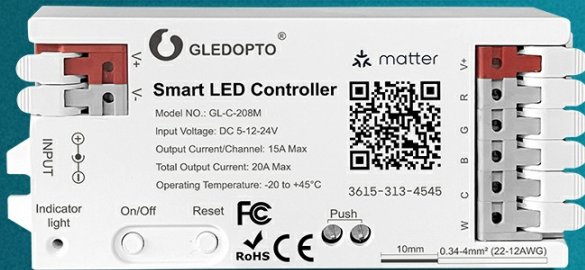 GLEDOPTO®
matter
Smart LED Controller
Model NO.: GL-C-208M
Input Voltage: DC 5-12-24V
Output Current/Channel: 15A Max
Total Output Current: 20A Max
Operating Temperature: -20 to +45°C
3615-313-4545
V+
V-
INPUT
V+
R
G
B
C
W
Indicator
light
On/Off
Reset
FC
RoHS
CE
Push
10mm
0.34-4mm² (22-12AWG)